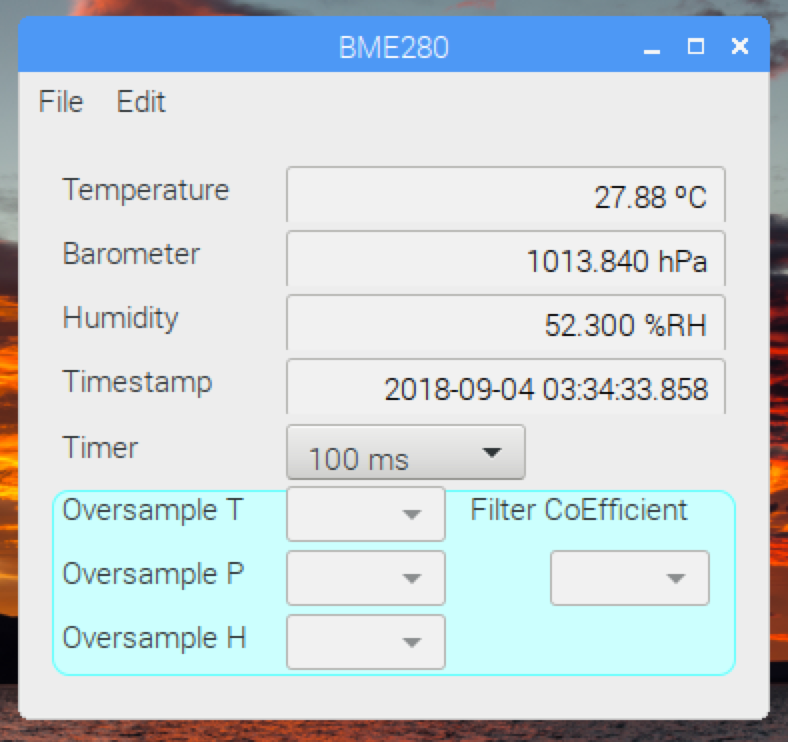 BME280
File Edit
Temperature 27.88 ºC
Barometer 1013.840 hPa
Humidity 52.300 %RH
Timestamp 2018-09-04 03:34:33.858
Timer 100 ms
Oversample T Filter CoEfficient
Oversample P
Oversample H